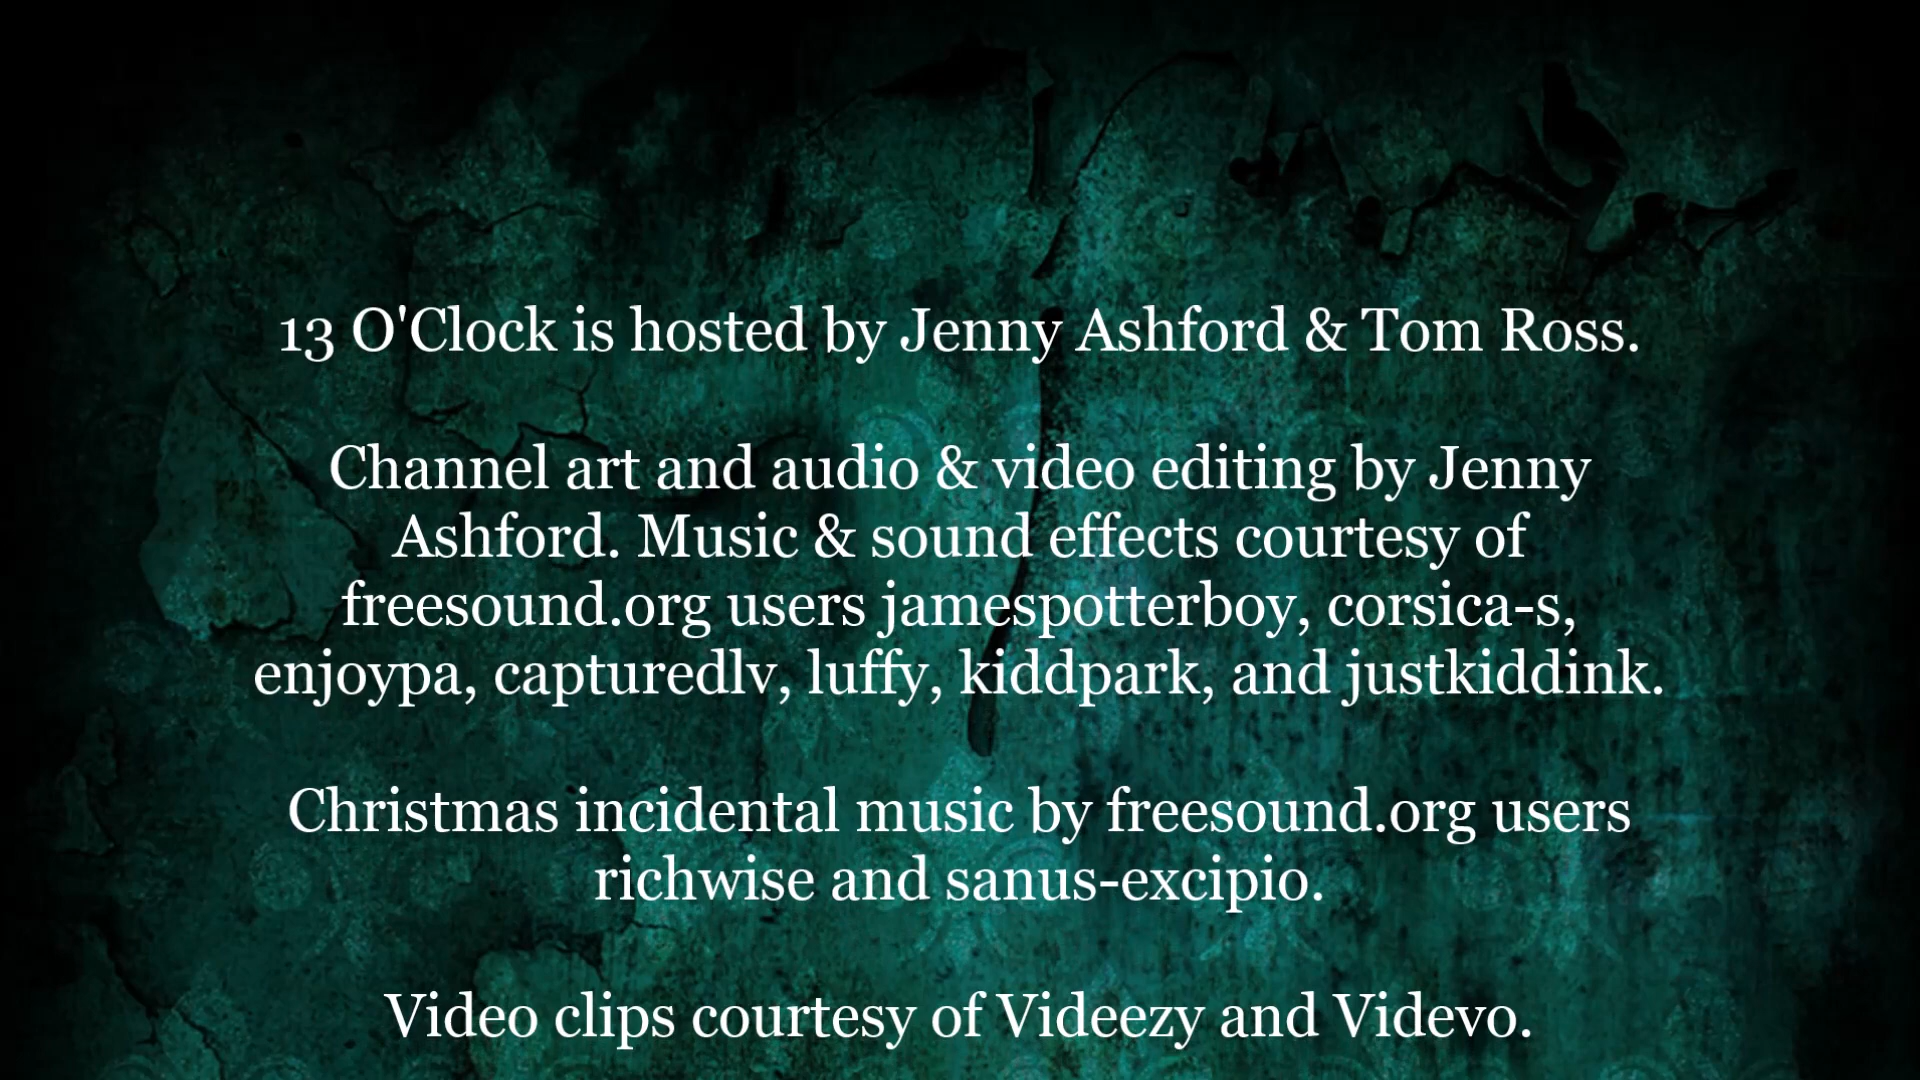 13 O'Clock is hosted by Jenny Ashford & Tom Ross.
Channel art and audio & video editing by Jenny
Ashford. Music & sound effects courtesy of
freesound.org users jamespotterboy, corsica-s,
enjoypa, capturedlv, luffy, kiddpark, and justkiddink.
Christmas incidental music by freesound.org users
richwise and sanus-excipio.
Video clips courtesy of Videezy and Videvo.